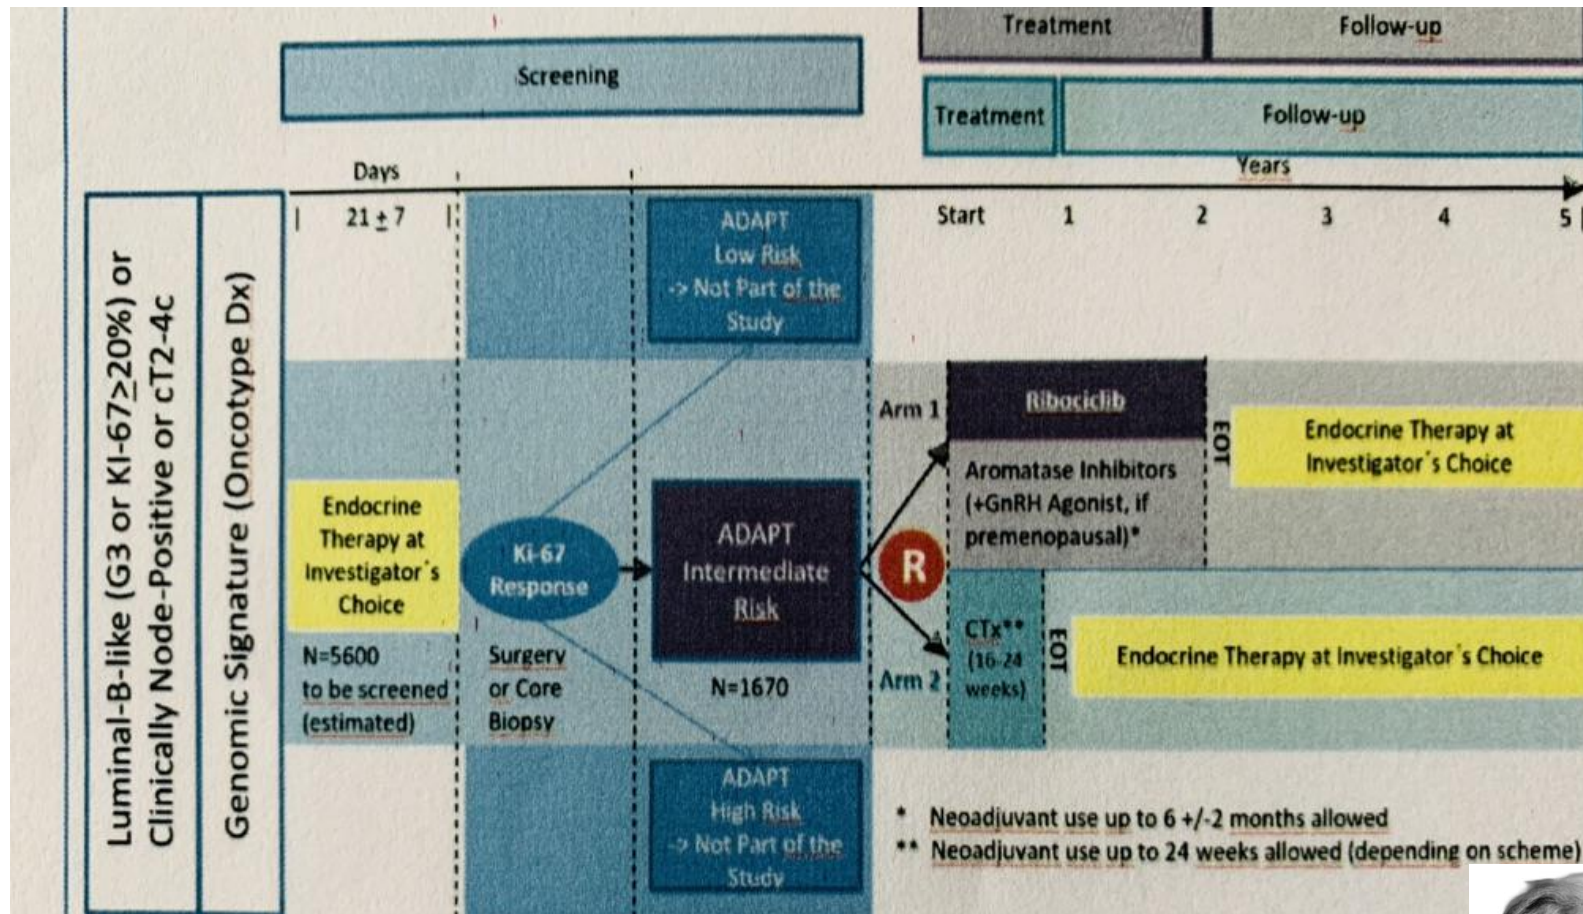 Treatment
Follow-up
Screening
Treatment
Follow-up
Years
Days
21 ± 7
Start
1
2
3
4
5
Luminal-B-like (G3 or KI-67≥20%) or
Clinically Node-Positive or cT2-4c
Genomic Signature (Oncotype Dx)
ADAPT
Low Risk
-> Not Part of the
Study
Endocrine
Therapy at
Investigator´s
Choice
N=5600
to be screened
(estimated)
Ki-67
Response
Surgery
or Core
Biopsy
ADAPT
Intermediate
Risk
N=1670
ADAPT
High Risk
-> Not Part of the
Study
R
Arm 1
Ribociclib
Aromatase Inhibitors
(+GnRH Agonist, if
premenopausal)*
EOT
Endocrine Therapy at
Investigator´s Choice
Arm 2
CTx**
(16-24
weeks)
EOT
Endocrine Therapy at Investigator´s Choice
* Neoadjuvant use up to 6 +/-2 months allowed
** Neoadjuvant use up to 24 weeks allowed (depending on scheme)